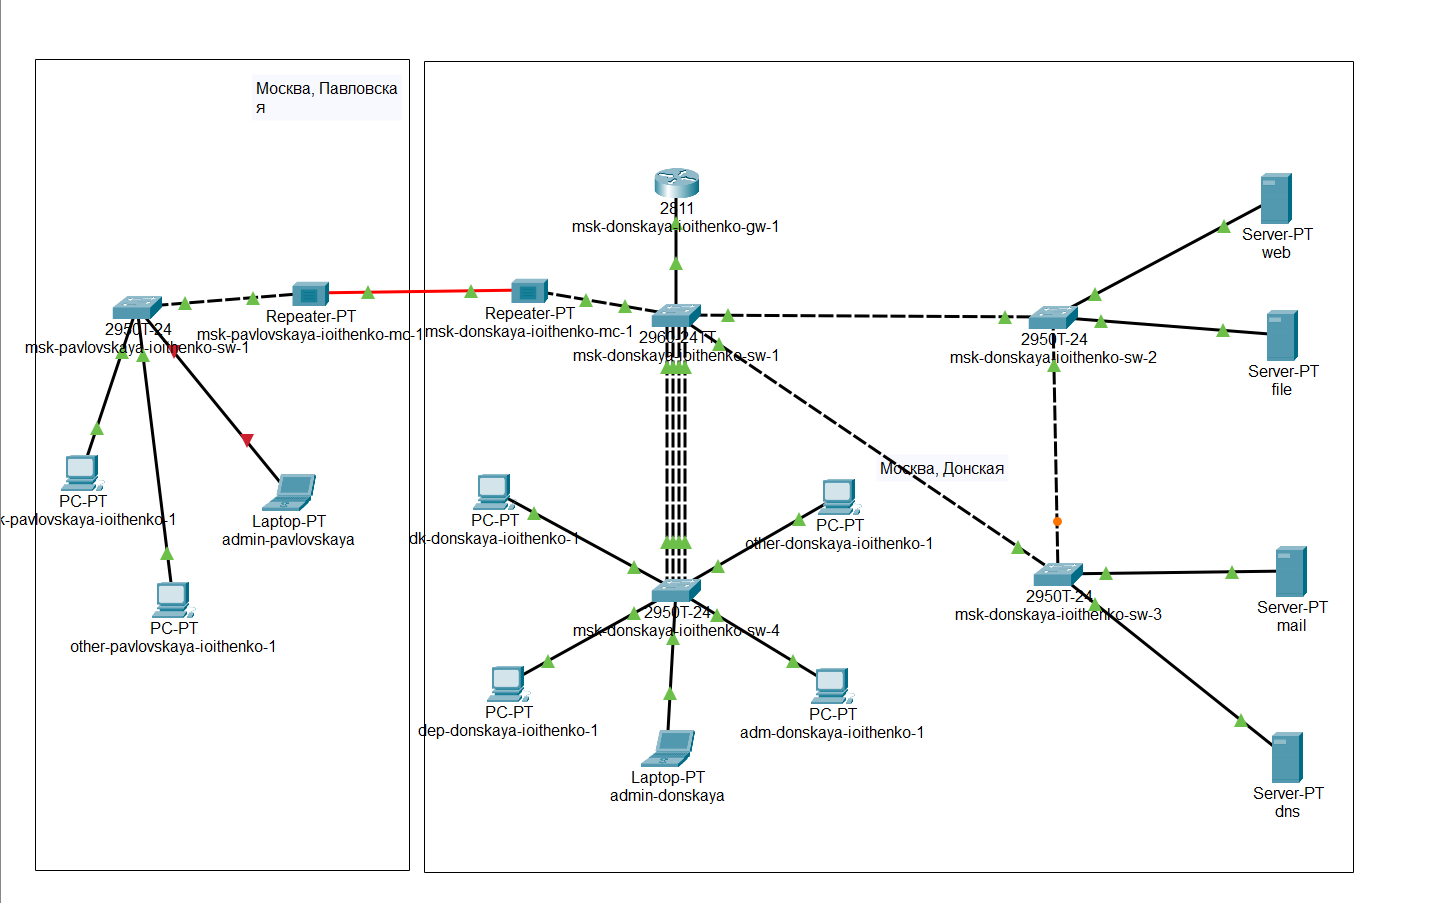 Москва, Павловска
я
2811
msk-donskaya-ioithenko-gw-1
Server-PT
web
2950T-24
msk-pavlovskaya-ioithenko-sw-1
Repeater-PT
msk-pavlovskaya-ioithenko-mc-1
Repeater-PT
msk-donskaya-ioithenko-mc-1
2960-24TT
msk-donskaya-ioithenko-sw-1
2950T-24
msk-donskaya-ioithenko-sw-2
Server-PT
file
Москва, Донская
PC-PT
k-pavlovskaya-ioithenko-1
Laptop-PT
admin-pavlovskaya
PC-PT
dk-donskaya-ioithenko-1
PC-PT
other-donskaya-ioithenko-1
2950T-24
msk-donskaya-ioithenko-sw-4
2950T-24
msk-donskaya-ioithenko-sw-3
Server-PT
mail
PC-PT
other-pavlovskaya-ioithenko-1
PC-PT
dep-donskaya-ioithenko-1
PC-PT
adm-donskaya-ioithenko-1
Laptop-PT
admin-donskaya
Server-PT
dns